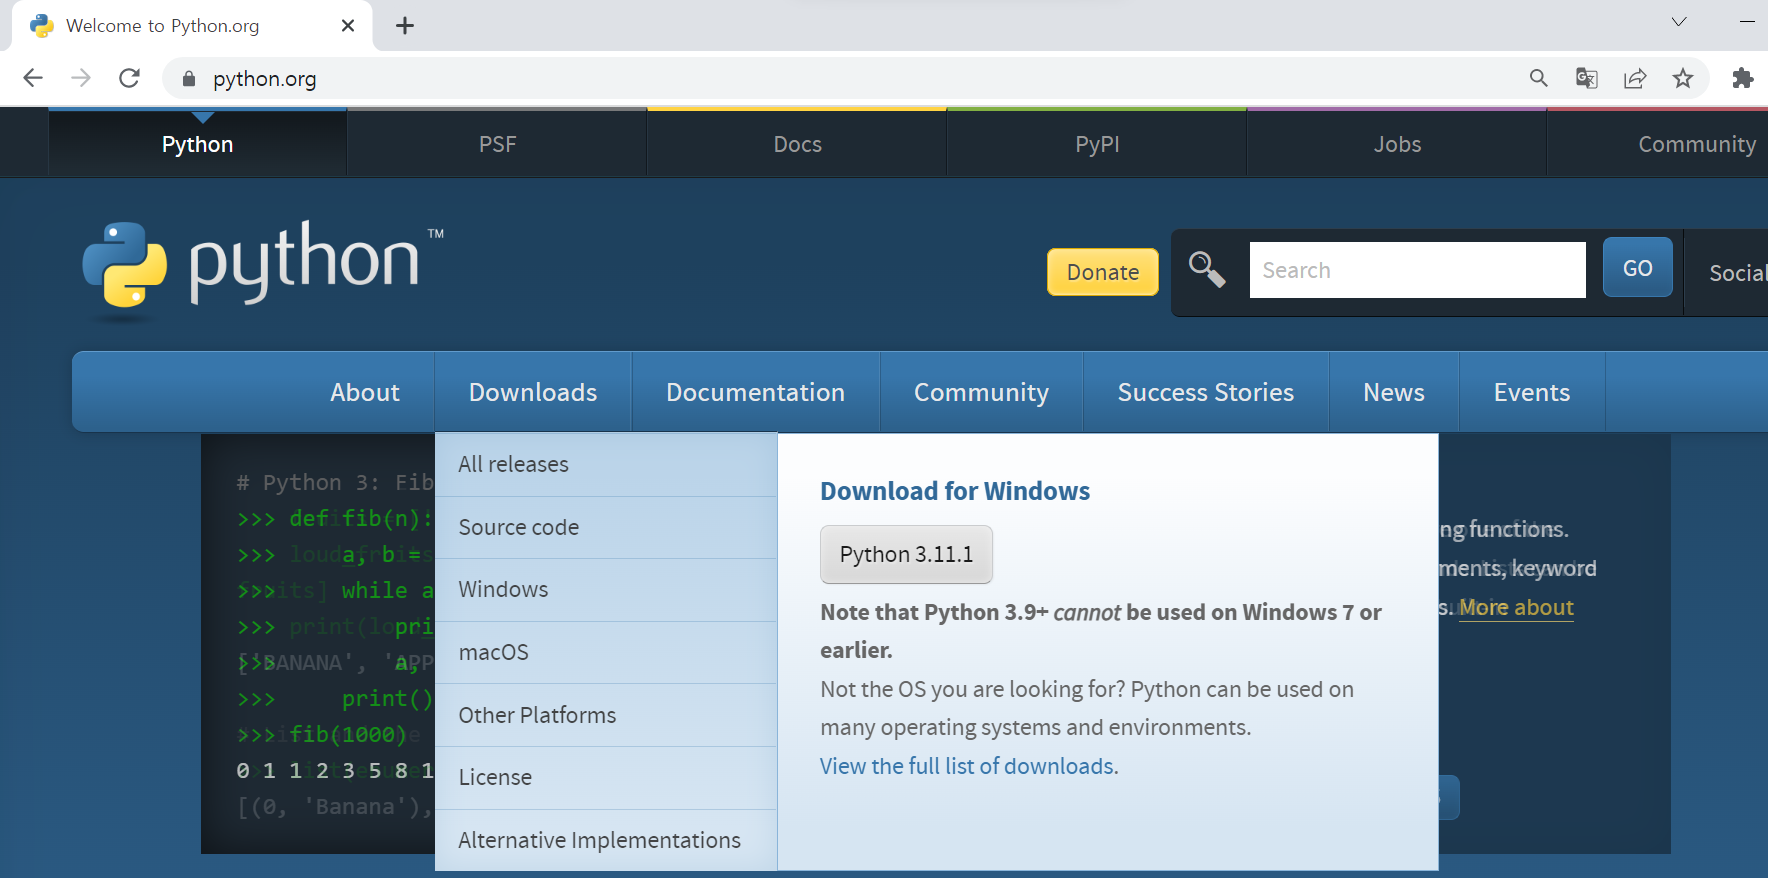 Welcome to Python.org
python.org
Python
PSF
Docs
PyPI
Jobs
Community
python™
Donate
Search
GO
Social
About
Downloads
Documentation
Community
Success Stories
News
Events
All releases
Source code
Windows
macOS
Other Platforms
License
Alternative Implementations
Download for Windows
Python 3.11.1
Note that Python 3.9+ cannot be used on Windows 7 or
earlier.
Not the OS you are looking for? Python can be used on
many operating systems and environments.
View the full list of downloads.
# Python 3: Fib
>>> def fib(n):
>>> a, b =
>>> while a
>>> pri
>>> a,
>>> print()
>>> fib(1000)
0 1 1 2 3 5 8 1
[(0, 'Banana'),
ng functions.
ments, keyword
s. More about